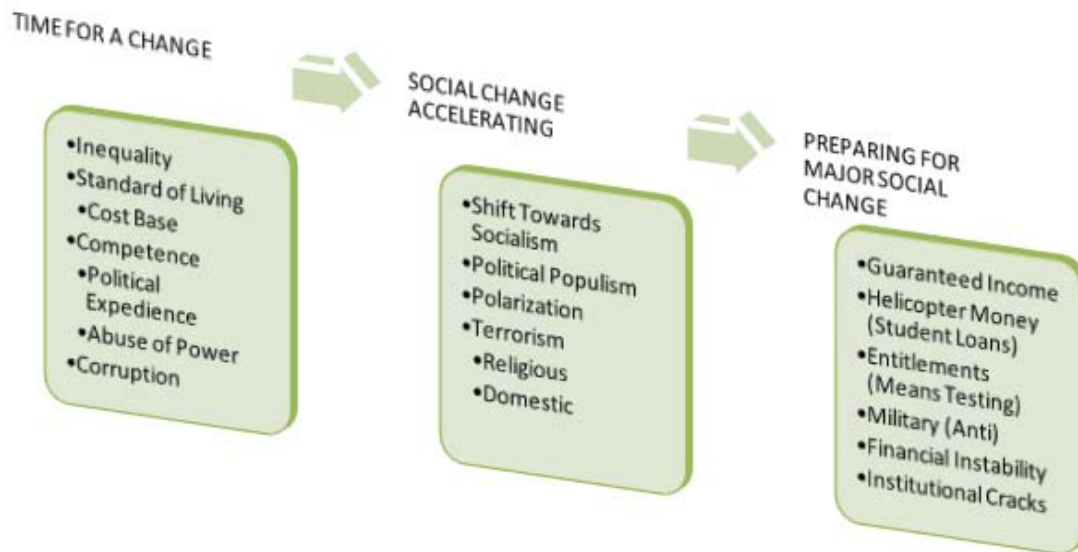 TIME FOR A CHANGE
•Inequality
•Standard of Living
•Cost Base
•Competence
•Political
Expedience
•Abuse of Power
•Corruption
SOCIAL CHANGE
ACCELERATING
•Shift Towards
Socialism
•Political Populism
•Polarization
•Terrorism
•Religious
•Domestic
PREPARING FOR
MAJOR SOCIAL
CHANGE
•Guaranteed Income
•Helicopter Money
(Student Loans)
•Entitlements
(Means Testing)
•Military (Anti)
•Financial Instability
•Institutional Cracks